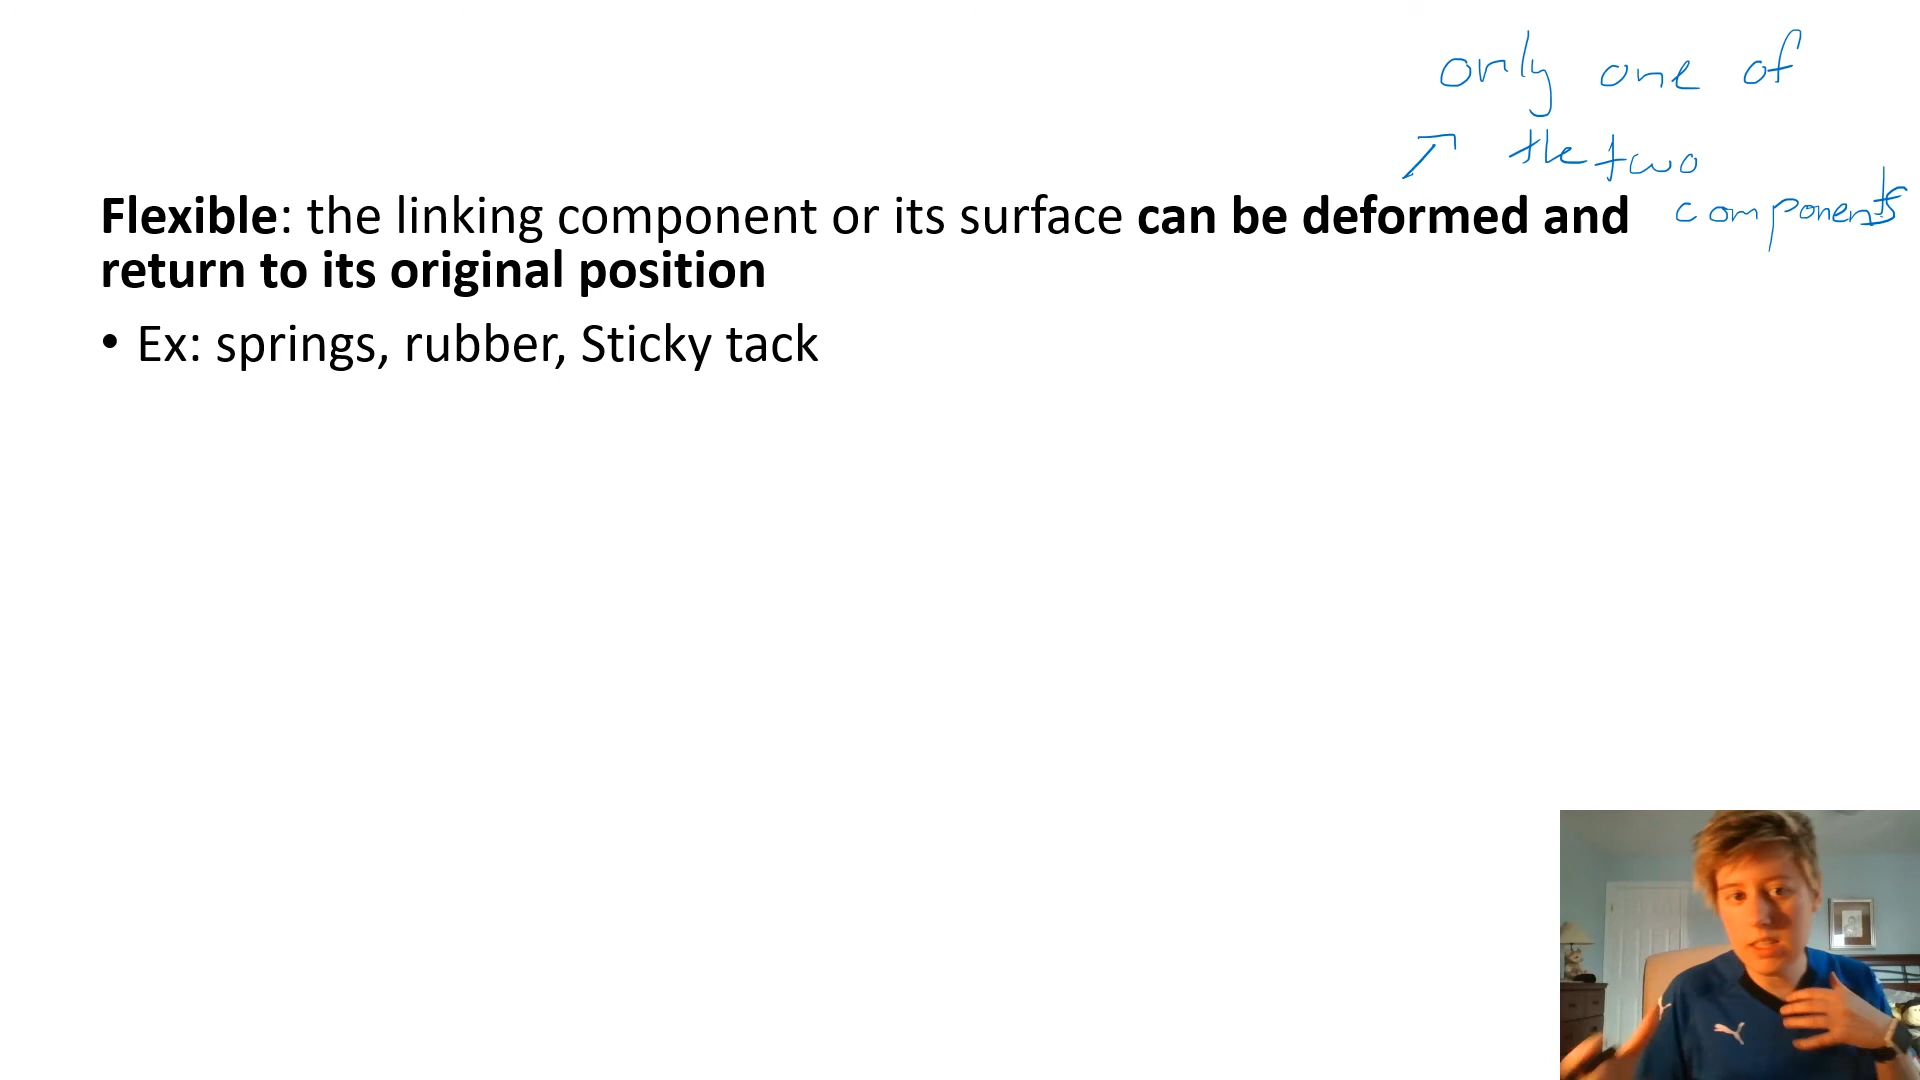 only one of
↗ the two
components
Flexible: the linking component or its surface can be deformed and
return to its original position
• Ex: springs, rubber, Sticky tack